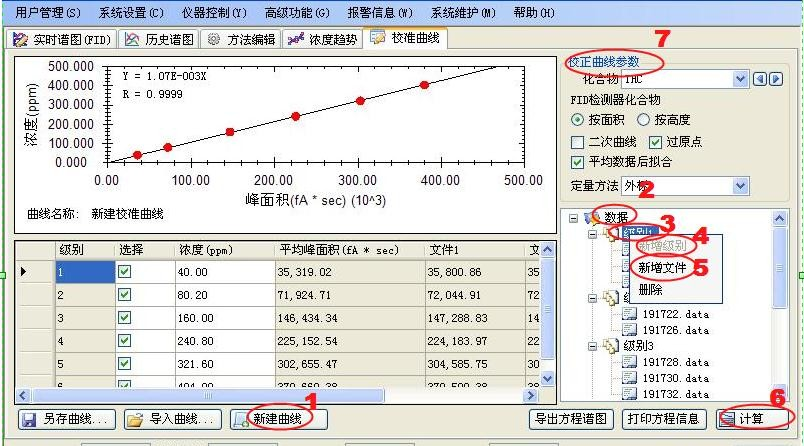 用户管理(S) 系统设置(C) 仪器控制(Y) 高级功能(G) 报警信息(W) 系统维护(M) 帮助(H)
实时谱图(FID) 历史谱图 方法编辑 浓度趋势 校准曲线
7
500.000
400.000
300.000
200.000
100.000
0.000
浓度(ppm)
Y = 1.07E-003X
R = 0.9999
0.00 100.00 200.00 300.00 400.00 500.00
峰面积(fA * sec) (10^3)
曲线名称: 新建校准曲线
校正曲线参数
化合物 THC
FID检测器化合物
按面积 按高度
二次曲线 过原点
平均数据后拟合
定量方法 外标
2
数据
级别1
3
新增级别
4
新增文件
5
删除
191722.data
191726.data
级别3
191728.data
191730.data
191732.data
级别 选择 浓度(ppm) 平均峰面积(fA * sec) 文件1
1 40.00 35,319.02 35,800.86 35
2 80.20 71,924.71 72,044.91 72
3 160.00 146,434.34 147,288.83 14
4 240.80 225,152.54 224,183.97 22
5 321.60 302,655.47 304,585.75 30
1
6
另存曲线... 导入曲线... 新建曲线 导出方程谱图 打印方程信息 计算